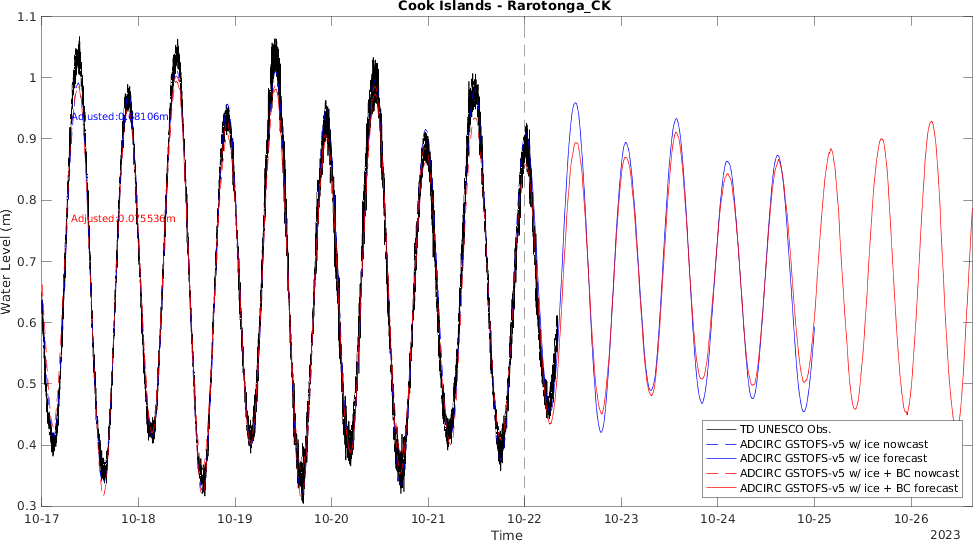 Cook Islands - Rarotonga_CK
Water Level (m)
1.1
1
0.9
0.8
0.7
0.6
0.5
0.4
0.3
Adjusted:0.68106m
Adjusted:0.075536m
TD UNESCO Obs.
ADCIRC GSTOFS-v5 w/ ice nowcast
ADCIRC GSTOFS-v5 w/ ice forecast
ADCIRC GSTOFS-v5 w/ ice + BC nowcast
ADCIRC GSTOFS-v5 w/ ice + BC forecast
10-17 10-18 10-19 10-20 10-21 10-22 10-23 10-24 10-25 10-26
Time
2023